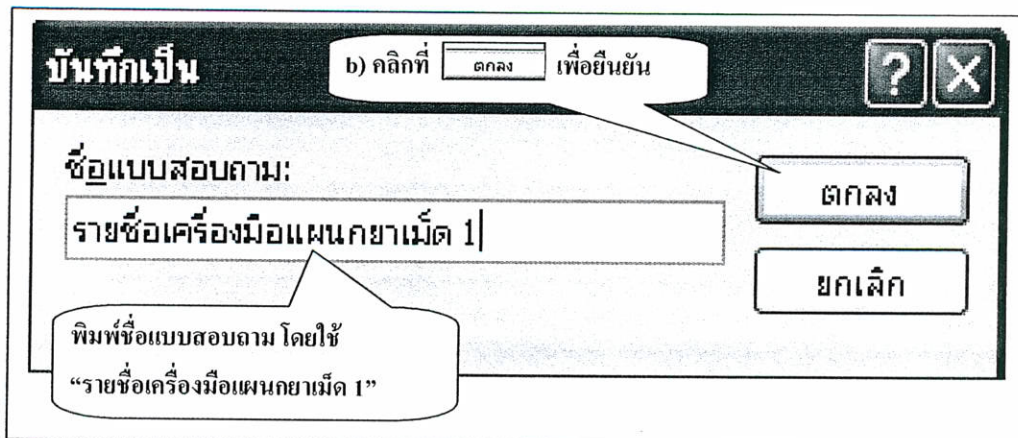 บันทึกเป็น
b) คลิกที่ ตกลง เพื่อยืนยัน
? X
ชื่อแบบสอบถาม:
ตกลง
รายชื่อเครื่องมือแผนกยาเม็ด 1
ยกเลิก
พิมพ์ชื่อแบบสอบถาม โดยใช้
“รายชื่อเครื่องมือแผนกยาเม็ด 1”